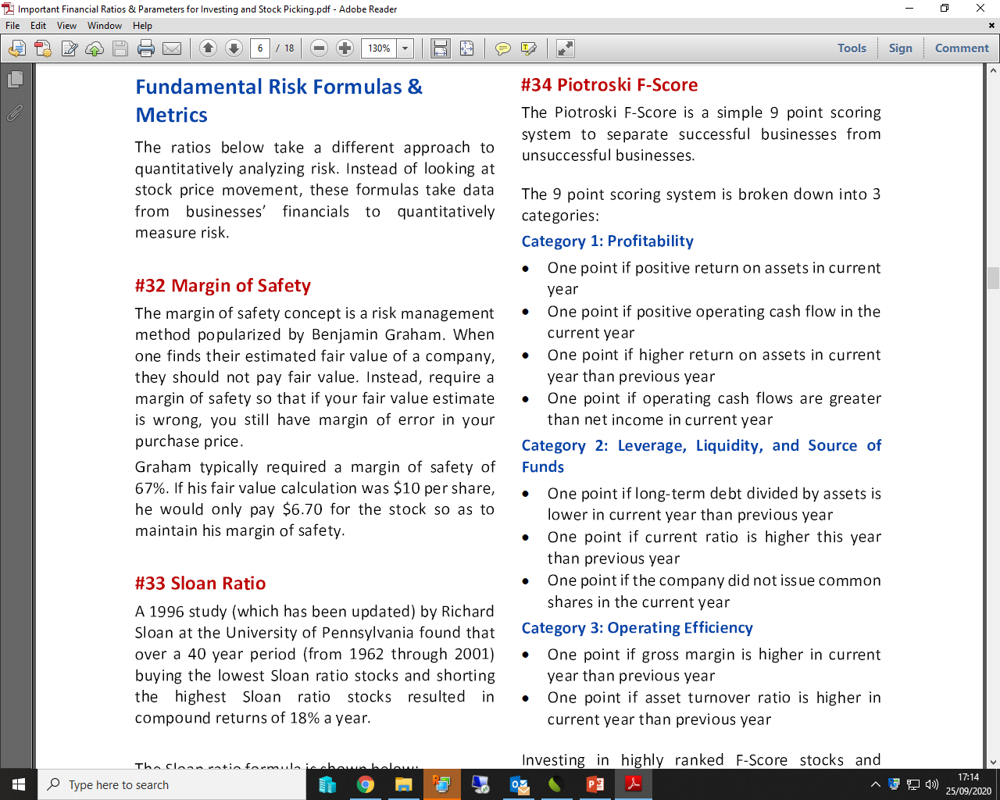 Important Financial Ratios & Parameters for Investing and Stock Picking.pdf - Adobe Reader
File Edit View Window Help
6 / 18 130% Tools Sign Comment
Fundamental Risk Formulas &
Metrics
The ratios below take a different approach to
quantitatively analyzing risk. Instead of looking at
stock price movement, these formulas take data
from businesses’ financials to quantitatively
measure risk.
#32 Margin of Safety
The margin of safety concept is a risk management
method popularized by Benjamin Graham. When
one finds their estimated fair value of a company,
they should not pay fair value. Instead, require a
margin of safety so that if your fair value estimate
is wrong, you still have margin of error in your
purchase price.
Graham typically required a margin of safety of
67%. If his fair value calculation was $10 per share,
he would only pay $6.70 for the stock so as to
maintain his margin of safety.
#33 Sloan Ratio
A 1996 study (which has been updated) by Richard
Sloan at the University of Pennsylvania found that
over a 40 year period (from 1962 through 2001)
buying the lowest Sloan ratio stocks and shorting
the highest Sloan ratio stocks resulted in
compound returns of 18% a year.
The Sloan ratio formula is shown below:
#34 Piotroski F-Score
The Piotroski F-Score is a simple 9 point scoring
system to separate successful businesses from
unsuccessful businesses.
The 9 point scoring system is broken down into 3
categories:
Category 1: Profitability
• One point if positive return on assets in current
year
• One point if positive operating cash flow in the
current year
• One point if higher return on assets in current
year than previous year
• One point if operating cash flows are greater
than net income in current year
Category 2: Leverage, Liquidity, and Source of
Funds
• One point if long-term debt divided by assets is
lower in current year than previous year
• One point if current ratio is higher this year
than previous year
• One point if the company did not issue common
shares in the current year
Category 3: Operating Efficiency
• One point if gross margin is higher in current
year than previous year
• One point if asset turnover ratio is higher in
current year than previous year
Investing in highly ranked F-Score stocks and
Type here to search
17:14
25/09/2020